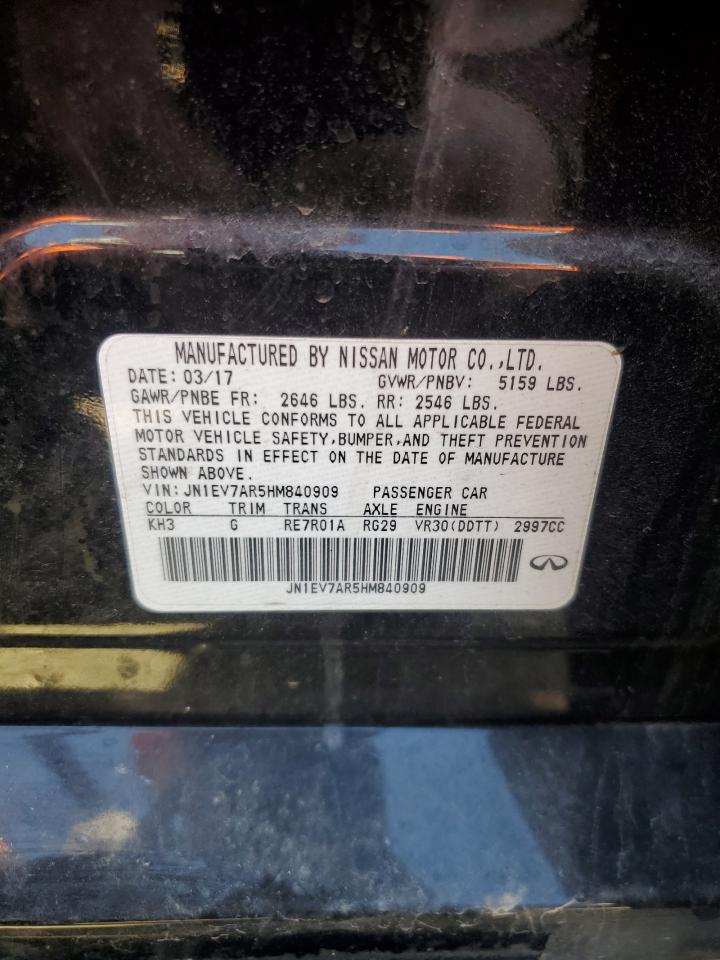 MANUFACTURED BY NISSAN MOTOR CO.,LTD.
DATE: 03/17 GVWR/PNBV: 5159 LBS.
GAWR/PNBE FR: 2646 LBS. RR: 2546 LBS.
THIS VEHICLE CONFORMS TO ALL APPLICABLE FEDERAL
MOTOR VEHICLE SAFETY,BUMPER,AND THEFT PREVENTION
STANDARDS IN EFFECT ON THE DATE OF MANUFACTURE
SHOWN ABOVE.
VIN: JN1EV7AR5HM840909 PASSENGER CAR
COLOR TRIM TRANS AXLE ENGINE
KH3 G RE7R01A RG29 VR30(DDTT) 2997CC
JN1EV7AR5HM840909